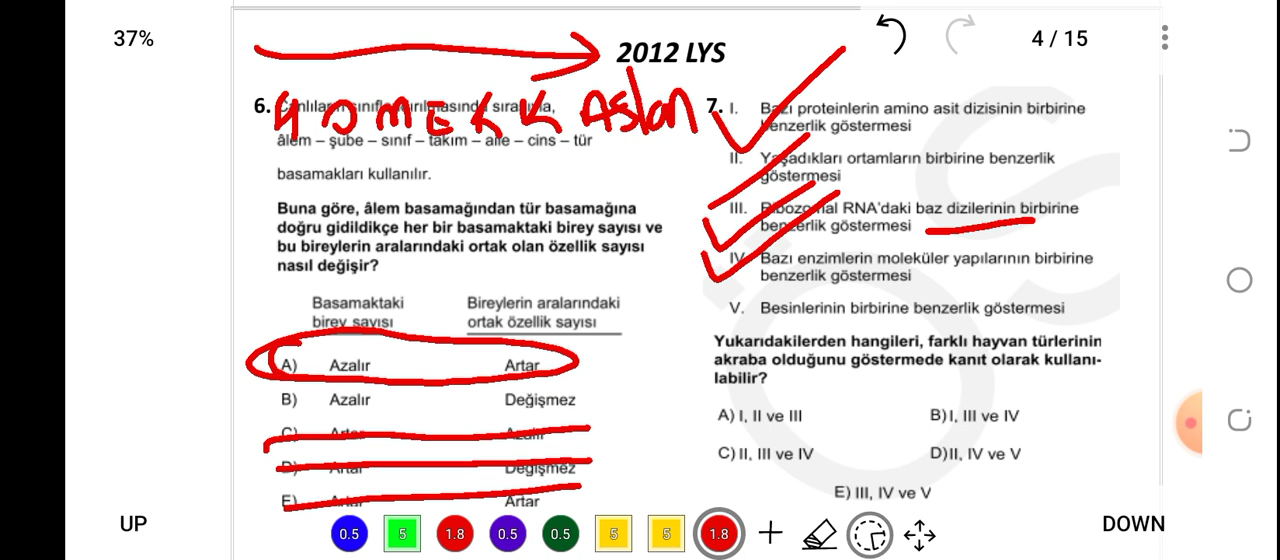 37%
2012 LYS
4 / 15
6. Canlıların sınıflandırılmasında sırasıyla,
âlem – şube – sınıf – takım – aile – cins – tür
basamakları kullanılır.
Buna göre, âlem basamağından tür basamağına
doğru gidildikçe her bir basamaktaki birey sayısı ve
bu bireylerin aralarındaki ortak olan özellik sayısı
nasıl değişir?
Basamaktaki
birey sayısı
Bireylerin aralarındaki
ortak özellik sayısı
A) Azalır Artar
B) Azalır Değişmez
C) Artar Azalır
D) Artar Değişmez
E) Artar Artar
Aslan
7. I. Bazı proteinlerin amino asit dizisinin birbirine
benzerlik göstermesi
II. Yaşadıkları ortamların birbirine benzerlik
göstermesi
III. Ribozomal RNA'daki baz dizilerinin birbirine
benzerlik göstermesi
IV. Bazı enzimlerin moleküler yapılarının birbirine
benzerlik göstermesi
V. Besinlerinin birbirine benzerlik göstermesi
Yukarıdakilerden hangileri, farklı hayvan türlerinin
akraba olduğunu göstermede kanıt olarak kullanı-
labilir?
A) I, II ve III B) I, III ve IV
C) II, III ve IV D) II, IV ve V
E) III, IV ve V
UP
0.5 5 1.8 0.5 0.5 5 5 1.8
DOWN